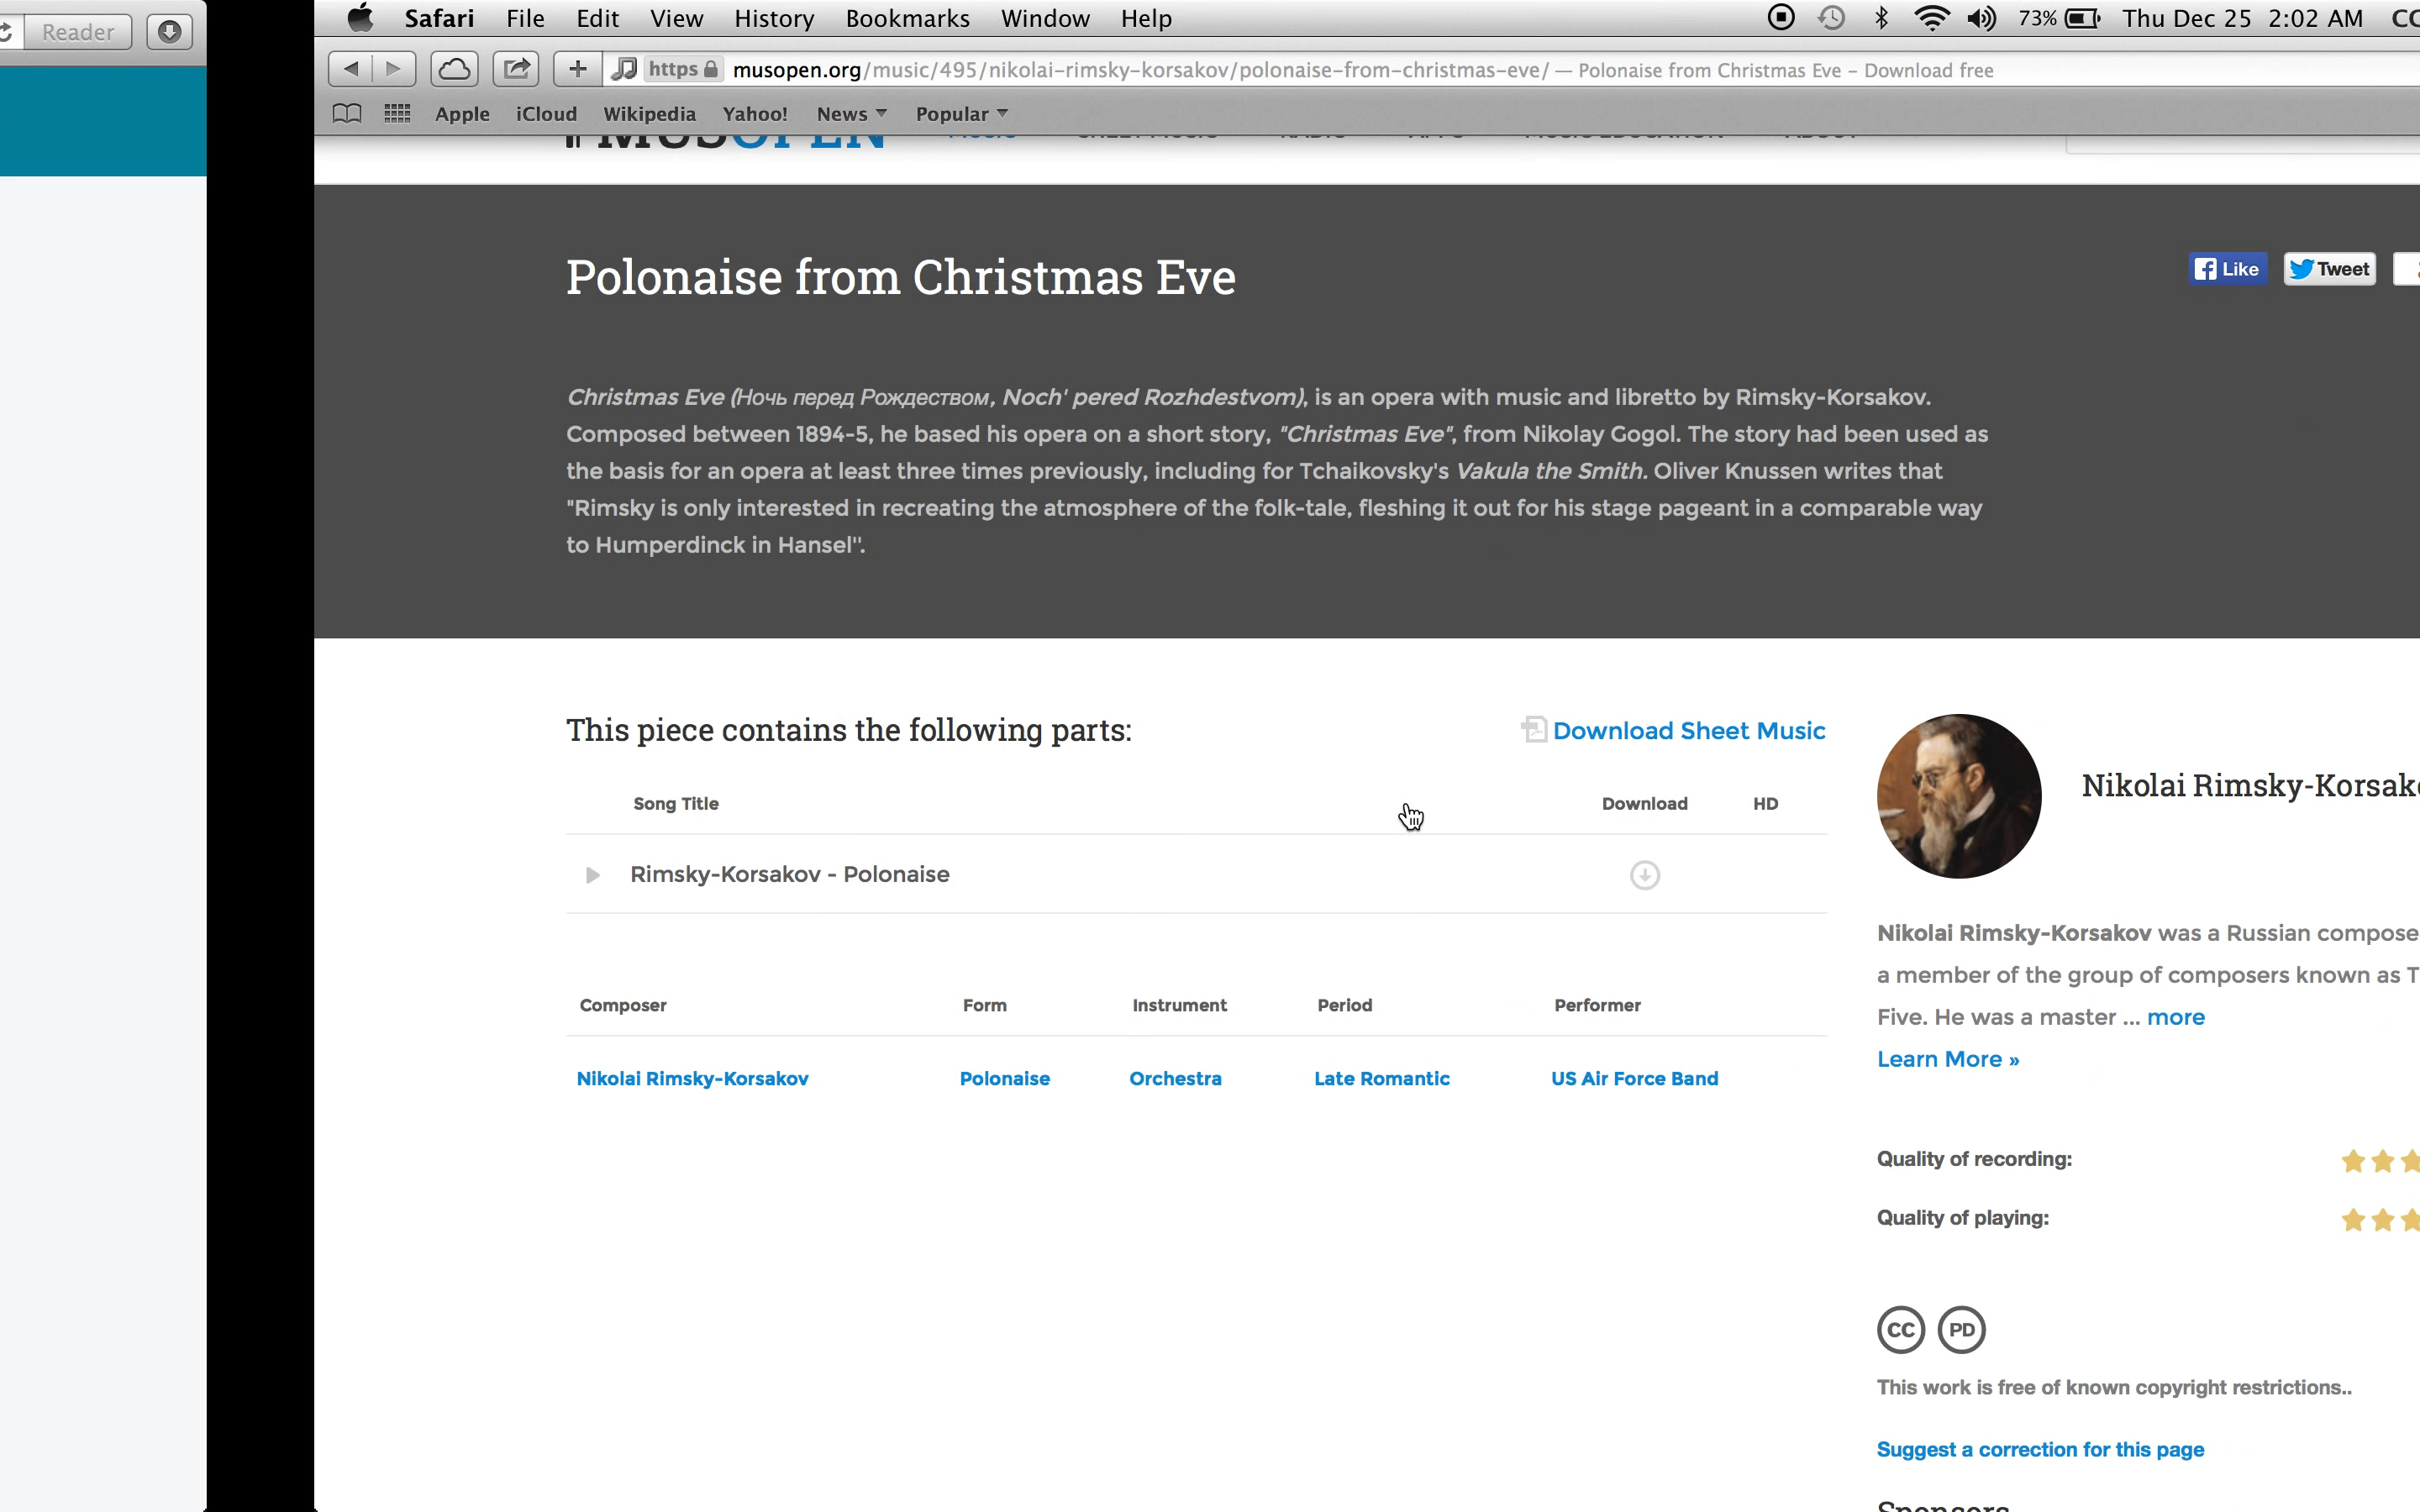 Reader
Safari File Edit View History Bookmarks Window Help
73% Thu Dec 25 2:02 AM
https musopen.org/music/495/nikolai-rimsky-korsakov/polonaise-from-christmas-eve/ — Polonaise from Christmas Eve – Download free
Apple iCloud Wikipedia Yahoo! News Popular
MUSOPEN MUSIC SHEET MUSIC RADIO APPS MUSIC EDUCATION ABOUT
Polonaise from Christmas Eve
Like Tweet
Christmas Eve (Ночь перед Рождеством, Noch' pered Rozhdestvom), is an opera with music and libretto by Rimsky-Korsakov.
Composed between 1894-5, he based his opera on a short story, "Christmas Eve", from Nikolay Gogol. The story had been used as
the basis for an opera at least three times previously, including for Tchaikovsky's Vakula the Smith. Oliver Knussen writes that
"Rimsky is only interested in recreating the atmosphere of the folk-tale, fleshing it out for his stage pageant in a comparable way
to Humperdinck in Hansel".
This piece contains the following parts:
Download Sheet Music
Song Title Download HD
Rimsky-Korsakov - Polonaise
Composer Form Instrument Period Performer
Nikolai Rimsky-Korsakov Polonaise Orchestra Late Romantic US Air Force Band
Nikolai Rimsky-Korsak
Nikolai Rimsky-Korsakov was a Russian compose
a member of the group of composers known as T
Five. He was a master ... more
Learn More »
Quality of recording:
Quality of playing:
CC PD
This work is free of known copyright restrictions..
Suggest a correction for this page
Sponsors